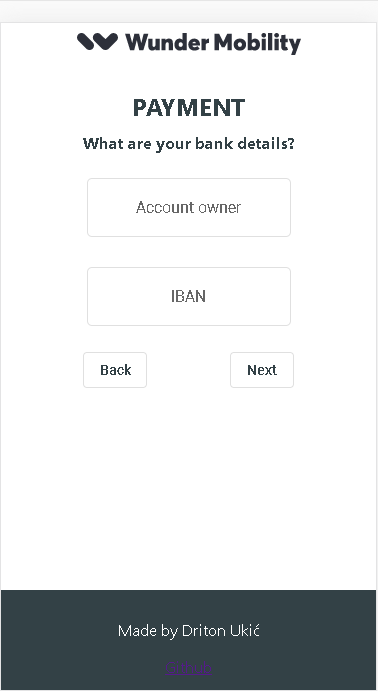 Wunder Mobility
PAYMENT
What are your bank details?
Account owner
IBAN
Back
Next
Made by Driton Ukić
GitHub